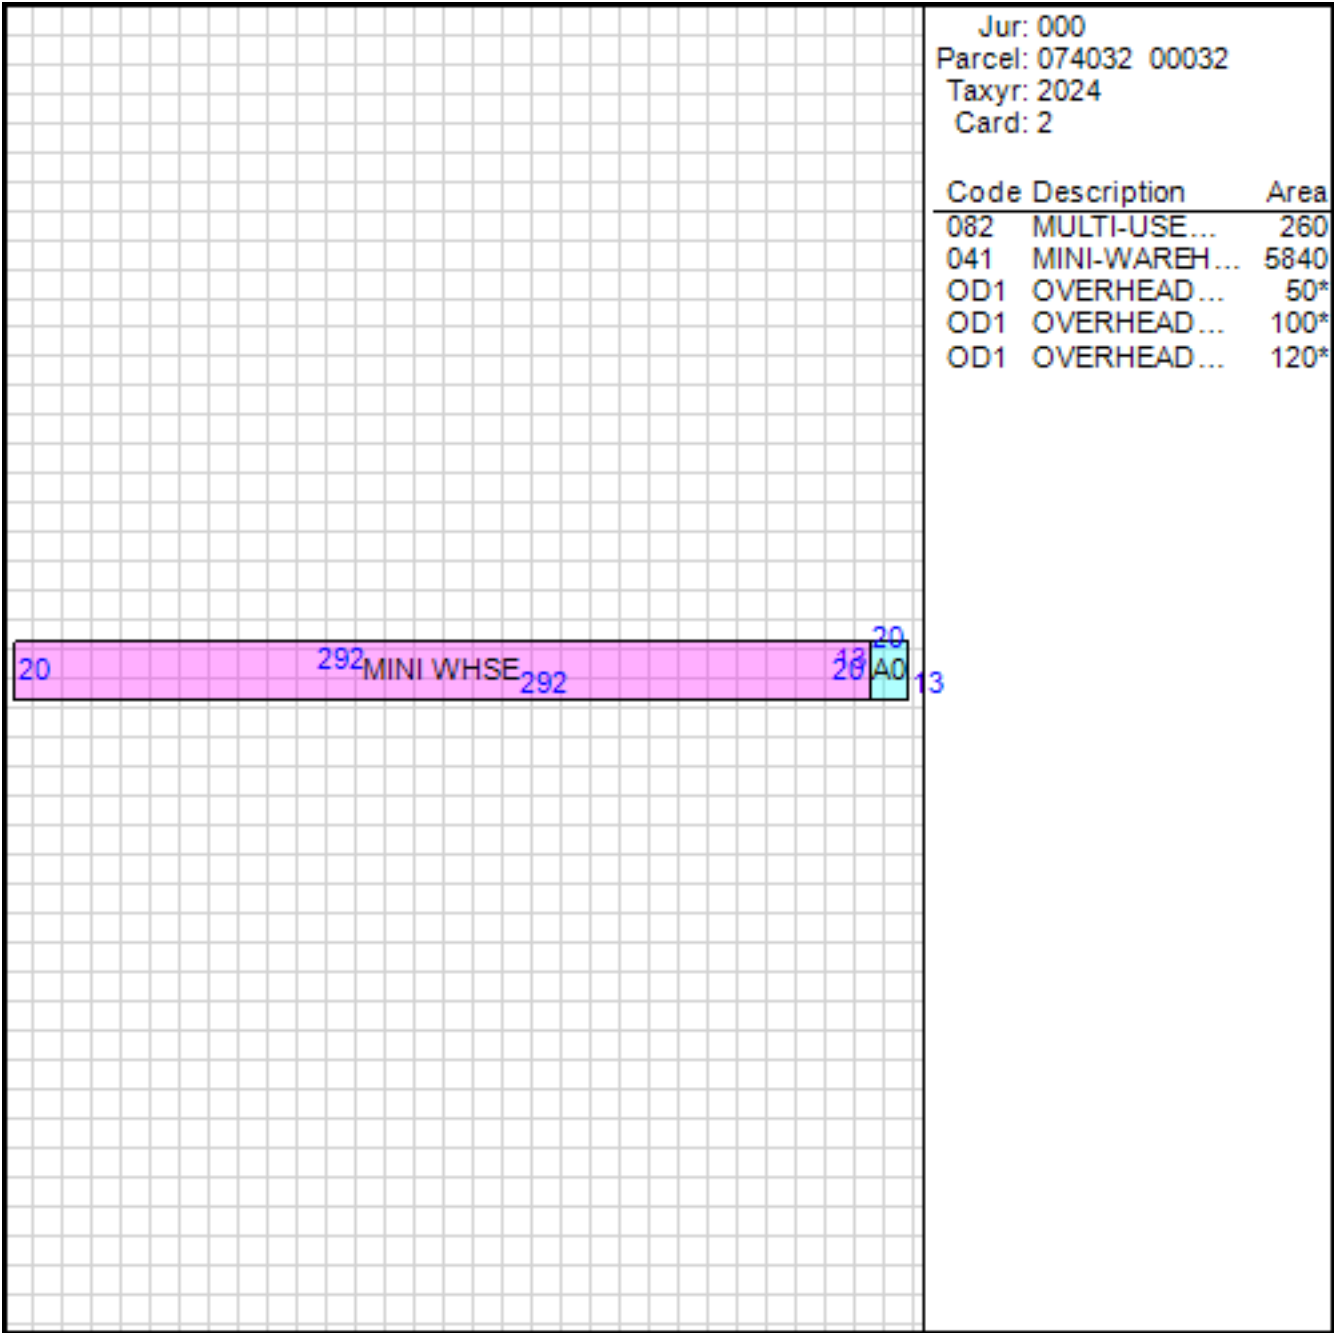 Jur: 000
Parcel: 074032 00032
Taxyr: 2024
Card: 2
Code Description Area
082 MULTI-USE... 260
041 MINI-WAREH... 5840
OD1 OVERHEAD... 50*
OD1 OVERHEAD... 100*
OD1 OVERHEAD... 120*
20
292
13
20 MINI WHSE 20 A0
292 13